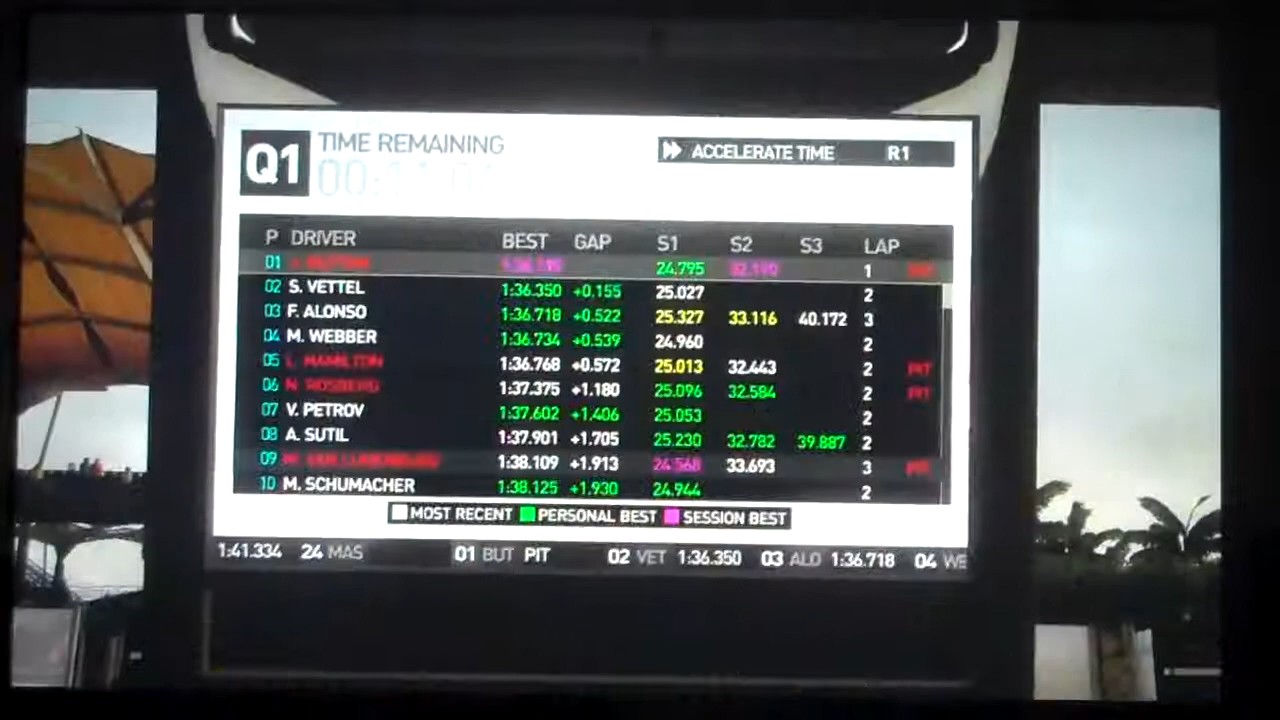 Q1 TIME REMAINING
ACCELERATE TIME R1
P DRIVER BEST GAP S1 S2 S3 LAP
01 24.795 1
02 S. VETTEL 1:36.350 +0.155 25.027 2
03 F. ALONSO 1:36.718 +0.522 25.327 33.116 40.172 3
04 M. WEBBER 1:36.734 +0.539 24.960 2
05 L. HAMILTON 1:36.768 +0.572 25.013 32.443 2 PIT
06 N. ROSBERG 1:37.375 +1.180 25.096 32.584 2 PIT
07 V. PETROV 1:37.602 +1.406 25.053 2
08 A. SUTIL 1:37.901 +1.705 25.230 32.782 39.887 2
09 1:38.109 +1.913 24.568 33.693 3 PIT
10 M. SCHUMACHER 1:38.125 +1.930 24.944 2
MOST RECENT PERSONAL BEST SESSION BEST
1:41.334 24 MAS 01 BUT PIT 02 VET 1:36.350 03 ALO 1:36.718 04 WE